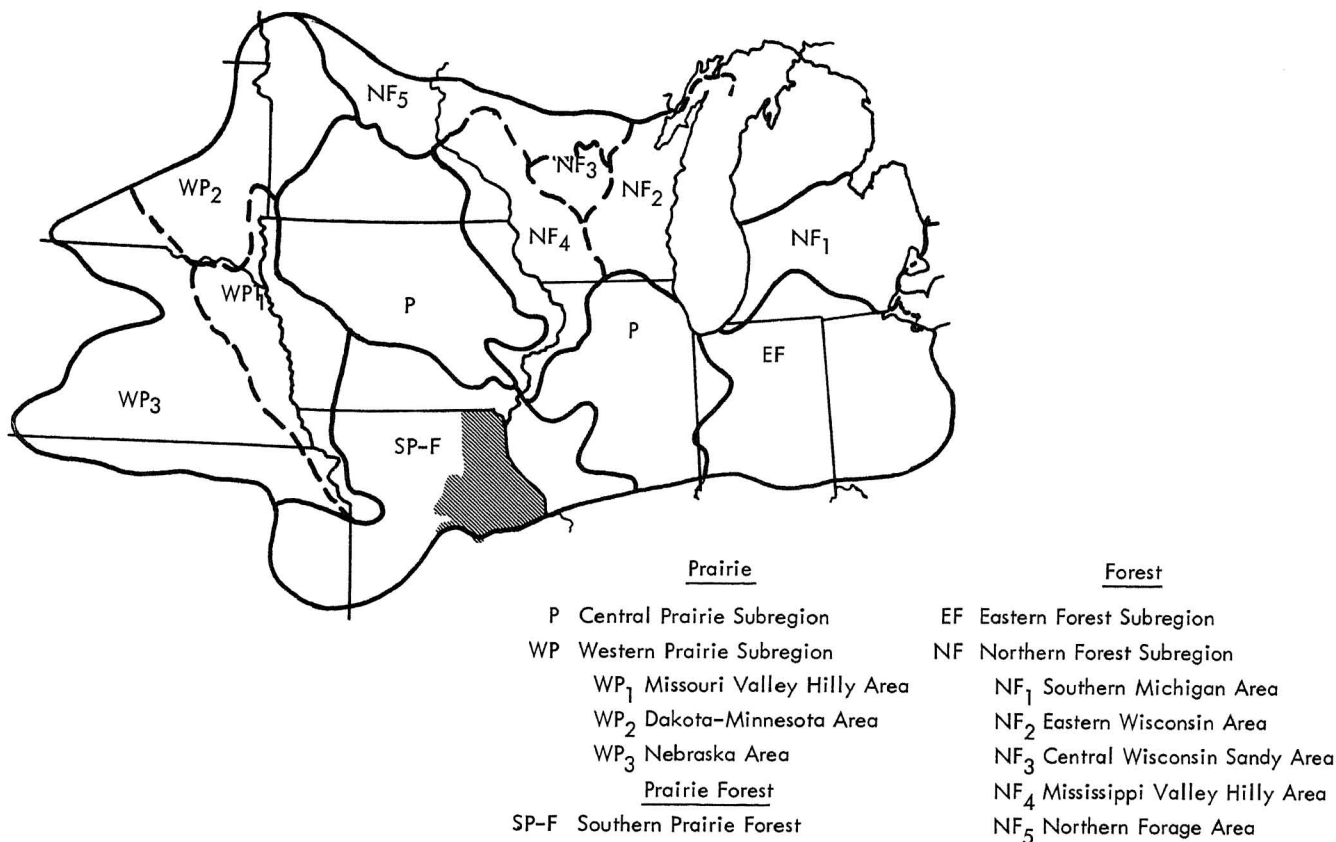 NF5
NF3
WP2
NF2
NF4
NF1
WP1
P
P
EF
WP3
SP-F
Prairie
P Central Prairie Subregion
WP Western Prairie Subregion
WP1 Missouri Valley Hilly Area
WP2 Dakota-Minnesota Area
WP3 Nebraska Area
Prairie Forest
SP-F Southern Prairie Forest
Forest
EF Eastern Forest Subregion
NF Northern Forest Subregion
NF1 Southern Michigan Area
NF2 Eastern Wisconsin Area
NF3 Central Wisconsin Sandy Area
NF4 Mississippi Valley Hilly Area
NF5 Northern Forage Area